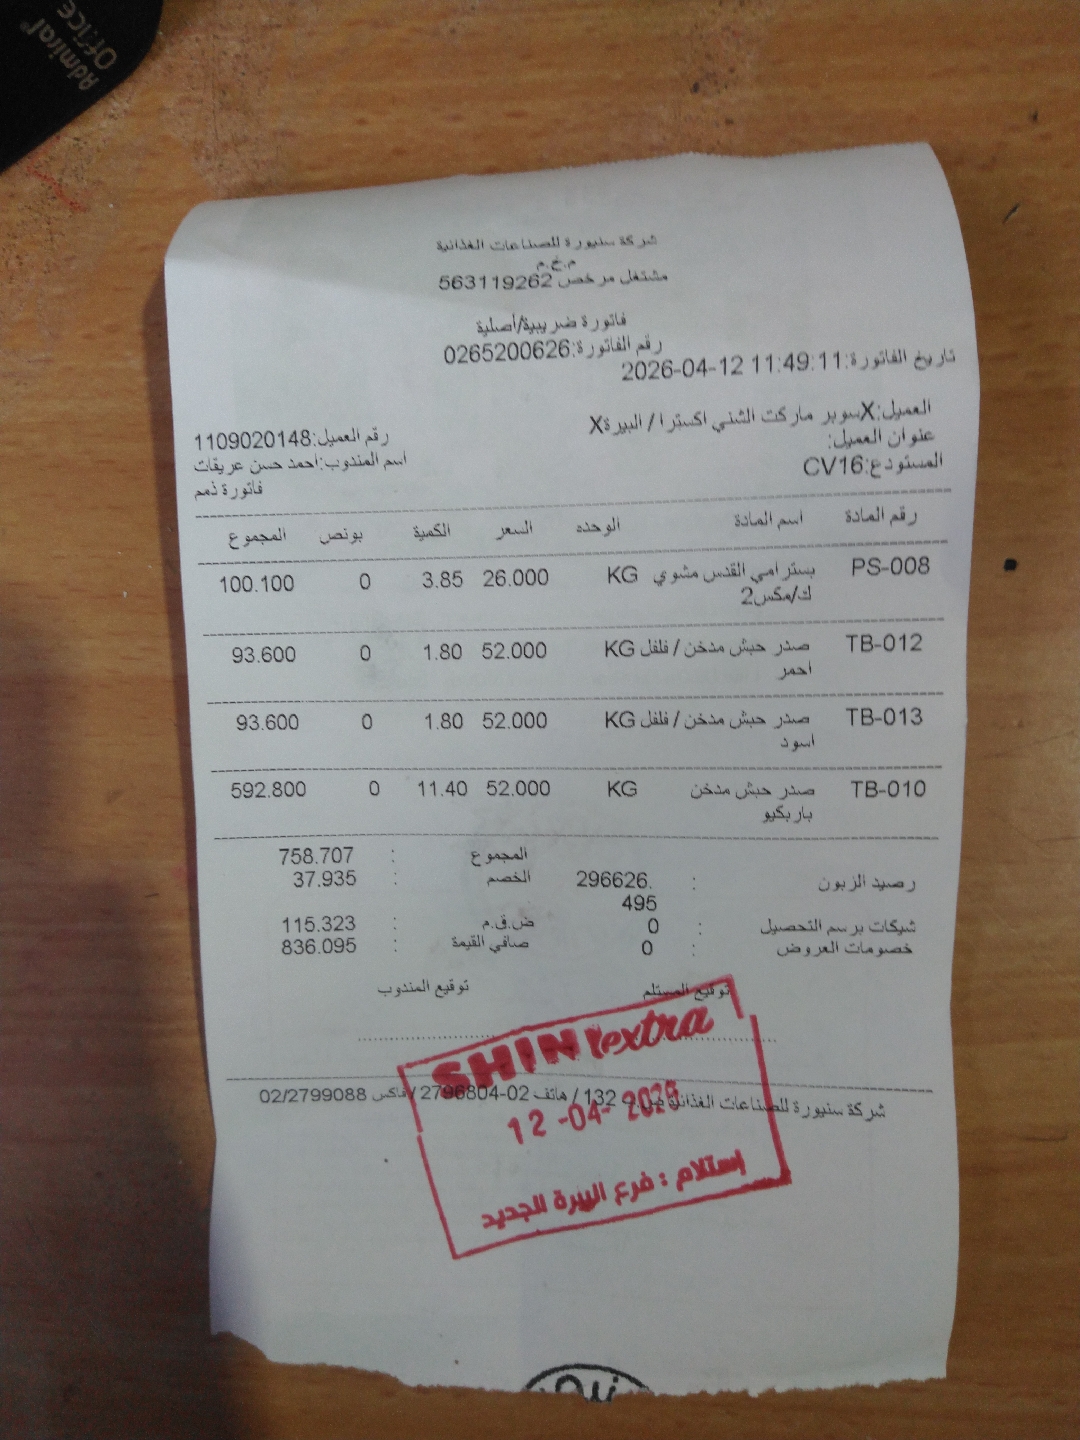 Admiral
Office
شركة سنيورة للصناعات الغذائية
م.خ.م
مشتغل مرخص 563119262
فاتورة ضريبية/أصلية
رقم الفاتورة:0265200626
تاريخ الفاتورة:11:49:11 2026-04-12
العميل:Xسوبر ماركت الشني اكسترا / البيرةX
رقم العميل:1109020148
عنوان العميل:
اسم المندوب:احمد حسن عريقات
المستودع:CV16
فاتورة ذمم
رقم المادة اسم المادة الوحده السعر الكمية بونص المجموع
PS-008 بسترامي القدس مشوي KG 26.000 3.85 0 100.100
ك/مكس2
TB-012 صدر حبش مدخن / فلفل KG 52.000 1.80 0 93.600
احمر
TB-013 صدر حبش مدخن / فلفل KG 52.000 1.80 0 93.600
اسود
TB-010 صدر حبش مدخن KG 52.000 11.40 0 592.800
باربكيو
المجموع : 758.707
رصيد الزبون : 296626. الخصم : 37.935
495
شيكات برسم التحصيل : 0 ض.ق.م : 115.323
خصومات العروض : 0 صافي القيمة : 836.095
توقيع المستلم توقيع المندوب
SHINI extra
شركة سنيورة للصناعات الغذائية ص.ب 132 / هاتف 02-2796804 /فاكس 02/2799088
12 -04- 2026
إستلام : فرع البيرة الجديد